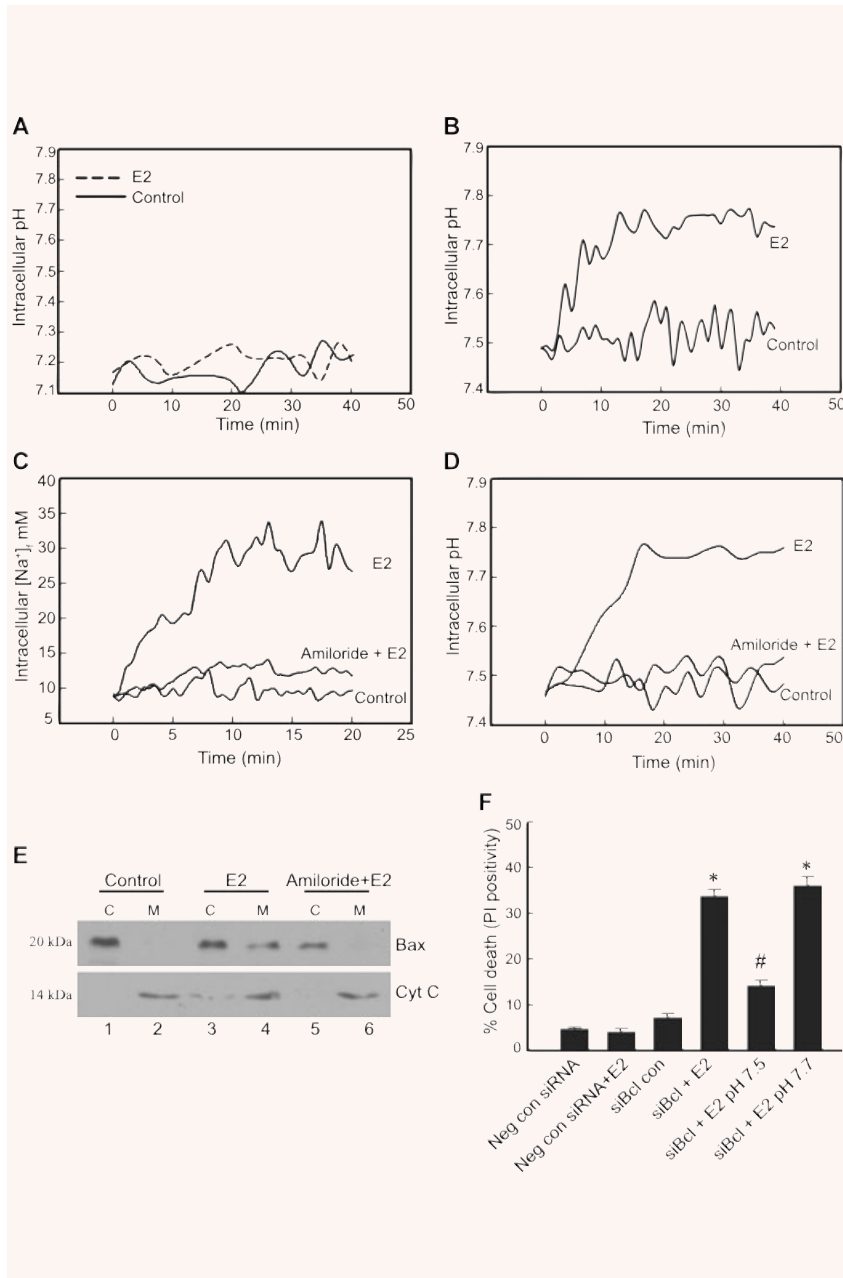 A
Intracellular pH
7.9
7.8
7.7
7.6
7.5
7.4
7.3
7.2
7.1
E2
Control
0 10 20 30 40 50
Time (min)
B
Intracellular pH
7.9
7.8
7.7
7.6
7.5
7.4
E2
Control
0 10 20 30 40 50
Time (min)
C
Intracellular [Na⁺]ᵢ mM
40
35
30
25
20
15
10
5
E2
Amiloride + E2
Control
0 5 10 15 20 25
Time (min)
D
Intracellular pH
7.9
7.8
7.7
7.6
7.5
7.4
E2
Amiloride + E2
Control
0 10 20 30 40 50
Time (min)
E
Control E2 Amiloride+E2
C M C M C M
20 kDa Bax
14 kDa Cyt C
1 2 3 4 5 6
F
% Cell death (PI positivity)
50
40
30
20
10
0
* # *
Neg con siRNA
Neg con siRNA+E2
siBcl con
siBcl + E2
siBcl + E2 pH 7.5
siBcl + E2 pH 7.7